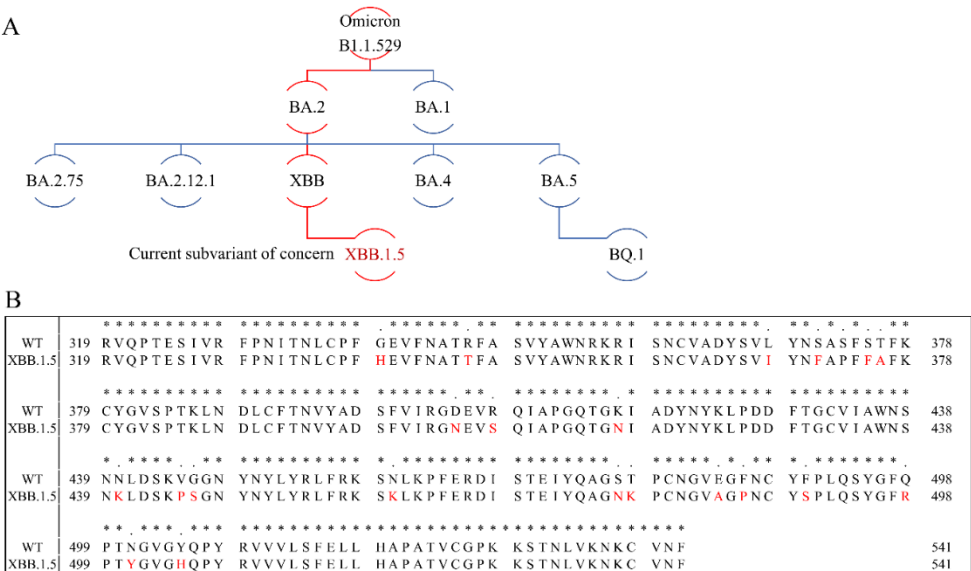 A
Omicron
B1.1.529
BA.2 BA.1
BA.2.75 BA.2.12.1 XBB BA.4 BA.5
Current subvariant of concern XBB.1.5 BQ.1
B
* * * * * * * * * * * * * * * * * * * * . * * * * * * . * * * * * * * * * * * * * * * * * * * * * . * * . * . * . . * *
WT 319 RVQPTESIVR FPNITNLCPF GEVFNATRFA SVYAWNRKRI SNCVADYSVL YNSASFSTFK 378
XBB.1.5 319 RVQPTESIVR FPNITNLCPF HEVFNATTFA SVYAWNRKRI SNCVADYSVI YNFAPFFAFK 378
* * * * * * * * * * * * * * * * * * * * * * * * * * . * * . * * * * * * * * . * * * * * * * * * * * * * * * * * * * * *
WT 379 CYGVSPTKLN DLCFTNVYAD SFVIRGDEVR QIAPGQTGKI ADYNYKLPDD FTGCVIAWNS 438
XBB.1.5 379 CYGVSPTKLN DLCFTNVYAD SFVIRGNEVS QIAPGQTGNI ADYNYKLPDD FTGCVIAWNS 438
* . * * * * . . * * * * * * * * * * * * * . * * * * * * * * * * * * * * * * . . * * * * * . * . * * * . * * * * * * * .
WT 439 NNLDSKVGGN YNYLYRLFRK SNLKPFERDI STEIYQAGST PCNGVEGFNC YFPLQSYGFQ 498
XBB.1.5 439 NKLDSKPSGN YNYLYRLFRK SKLKPFERDI STEIYQAGNK PCNGVAGPNC YSPLQSYGFR 498
* * . * * * . * * * * * * * * * * * * * * * * * * * * * * * * * * * * * * * * * * * *
WT 499 PTNGVGYQPY RVVVLSFELL HAPATVCGPK KSTNLVKNKC VNF 541
XBB.1.5 499 PTYGVGHQPY RVVVLSFELL HAPATVCGPK KSTNLVKNKC VNF 541